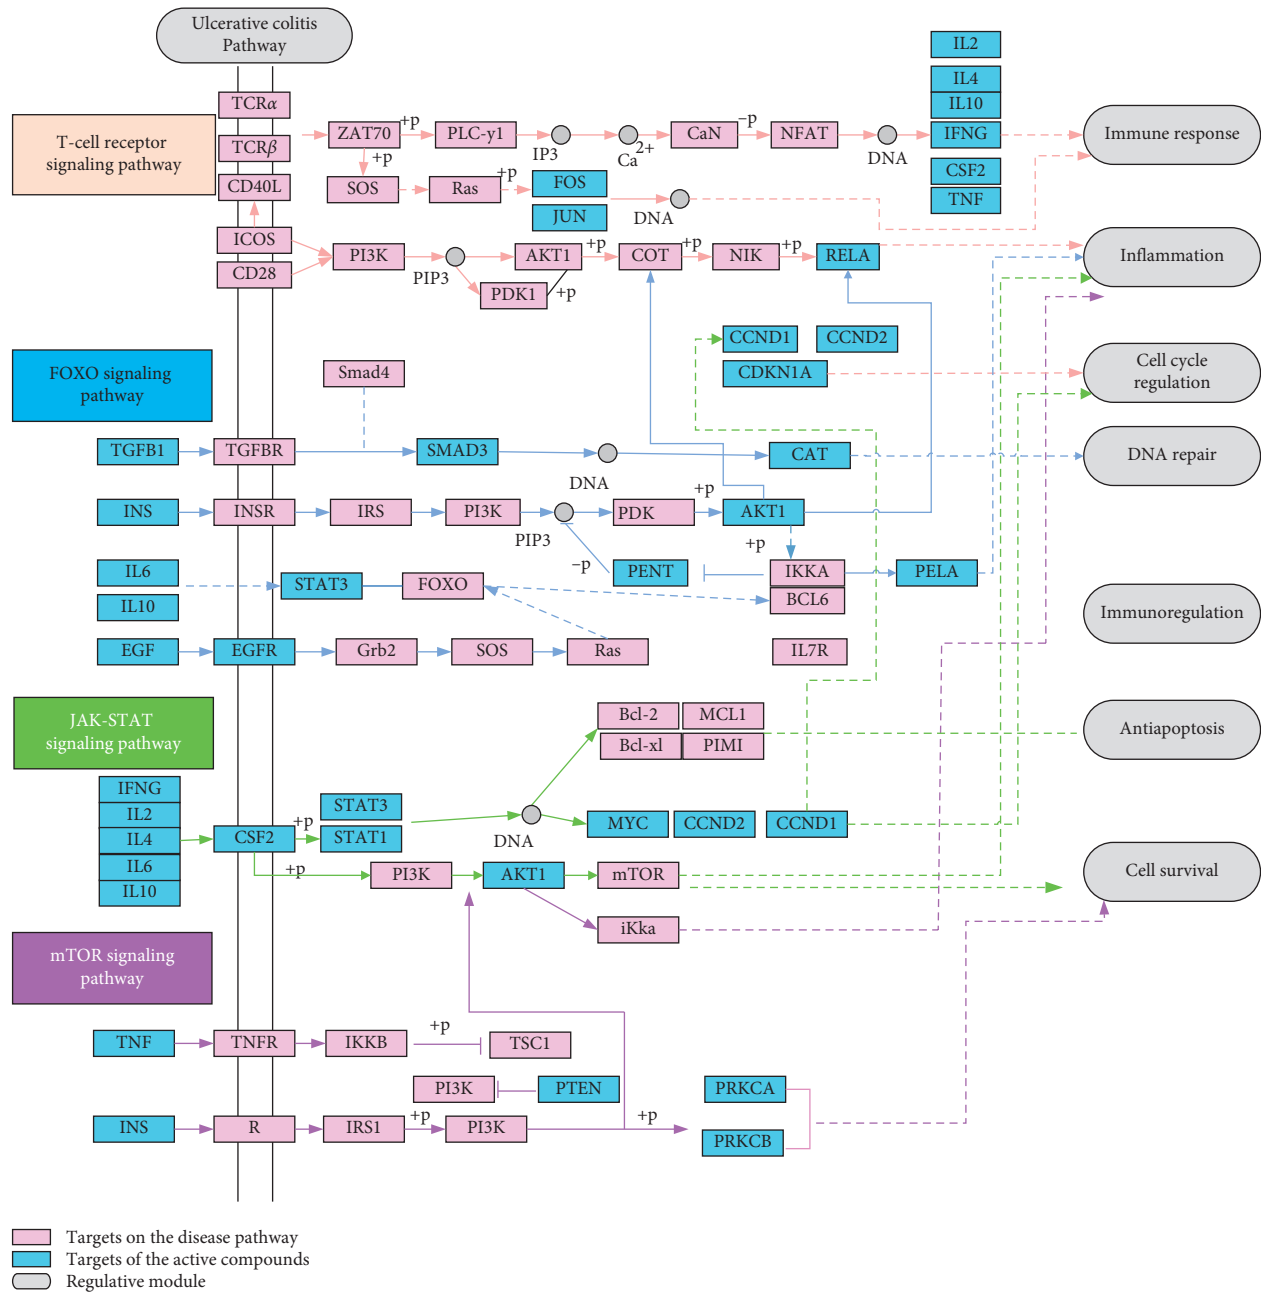 Ulcerative colitis
Pathway
T-cell receptor
signaling pathway
TCRα
TCRβ
CD40L
ICOS
CD28
ZAT70
+p
PLC-y1
IP3
Ca2+
CaN
–p
NFAT
DNA
IL2
IL4
IL10
IFNG
CSF2
TNF
Immune response
+p
SOS
Ras
+p
FOS
JUN
DNA
PI3K
PIP3
AKT1
+p
PDK1
+p
COT
+p
NIK
+p
RELA
Inflammation
CCND1
CCND2
CDKN1A
Cell cycle
regulation
FOXO signaling
pathway
Smad4
TGFB1
TGFBR
SMAD3
DNA
CAT
DNA repair
INS
INSR
IRS
PI3K
PIP3
PDK
+p
AKT1
+p
–p
PENT
IKKA
BCL6
PELA
IL6
IL10
STAT3
FOXO
Immunoregulation
EGF
EGFR
Grb2
SOS
Ras
IL7R
JAK-STAT
signaling pathway
Bcl-2
MCL1
Bcl-xl
PIMI
Antiapoptosis
IFNG
IL2
IL4
IL6
IL10
CSF2
+p
STAT3
STAT1
DNA
MYC
CCND2
CCND1
+p
PI3K
AKT1
mTOR
Cell survival
iKka
mTOR signaling
pathway
TNF
TNFR
IKKB
+p
TSC1
PI3K
PTEN
PRKCA
INS
R
IRS1
+p
PI3K
+p
PRKCB
Targets on the disease pathway
Targets of the active compounds
Regulative module